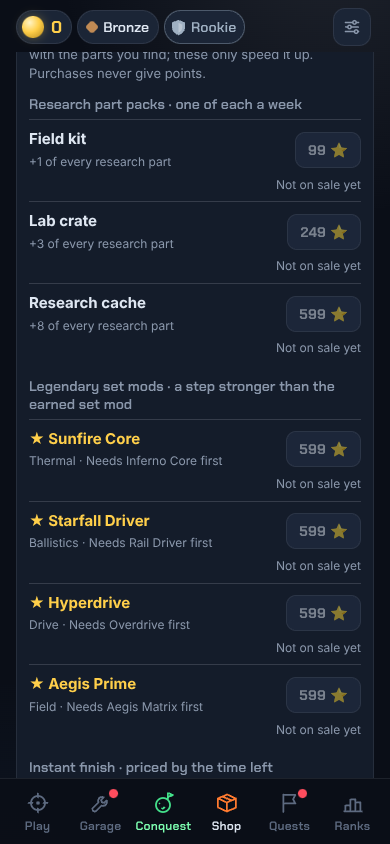 0 Bronze Rookie
with the parts you find; these only speed it up.
Purchases never give points.
Research part packs · one of each a week
Field kit
+1 of every research part
99
Not on sale yet
Lab crate
+3 of every research part
249
Not on sale yet
Research cache
+8 of every research part
599
Not on sale yet
Legendary set mods · a step stronger than the
earned set mod
★ Sunfire Core
Thermal · Needs Inferno Core first
599
Not on sale yet
★ Starfall Driver
Ballistics · Needs Rail Driver first
599
Not on sale yet
★ Hyperdrive
Drive · Needs Overdrive first
599
Not on sale yet
★ Aegis Prime
Field · Needs Aegis Matrix first
599
Not on sale yet
Instant finish · priced by the time left
Play Garage Conquest Shop Quests Ranks